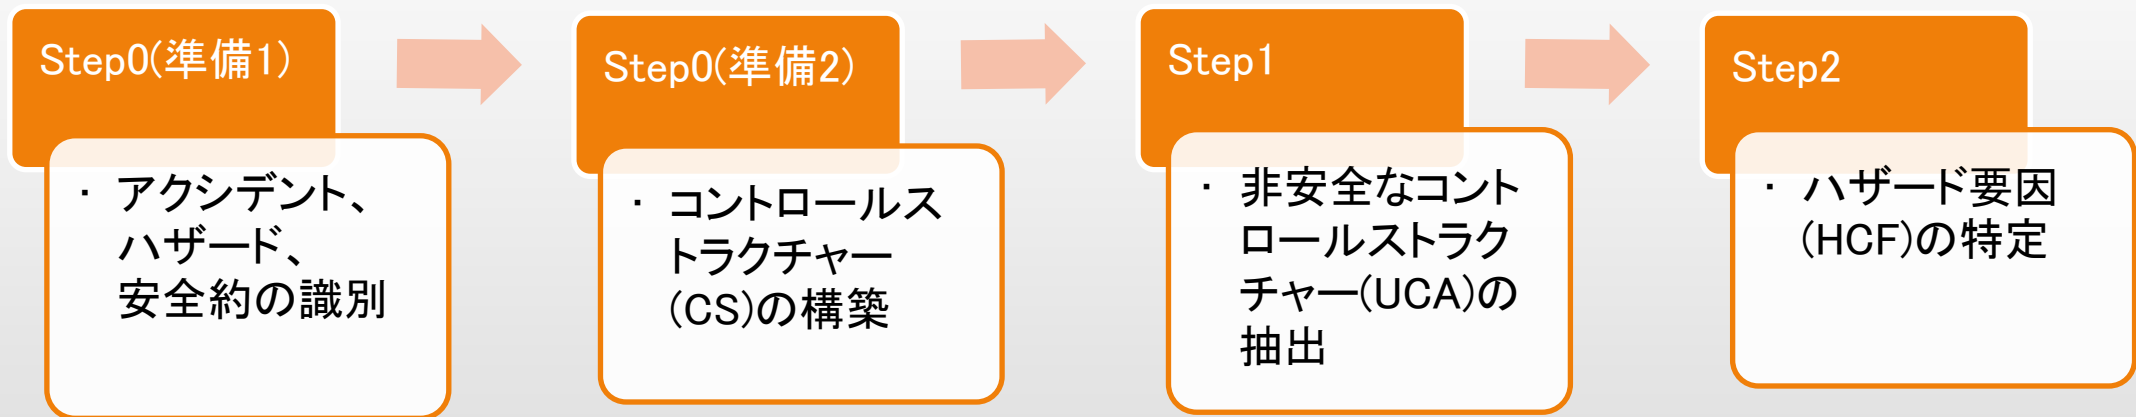 Step0(準備1)
・ アクシデント、
ハザード、
安全約の識別
Step0(準備2)
・ コントロールス
トラクチャー
(CS)の構築
Step1
・ 非安全なコント
ロールストラク
チャー(UCA)の
抽出
Step2
・ ハザード要因
(HCF)の特定